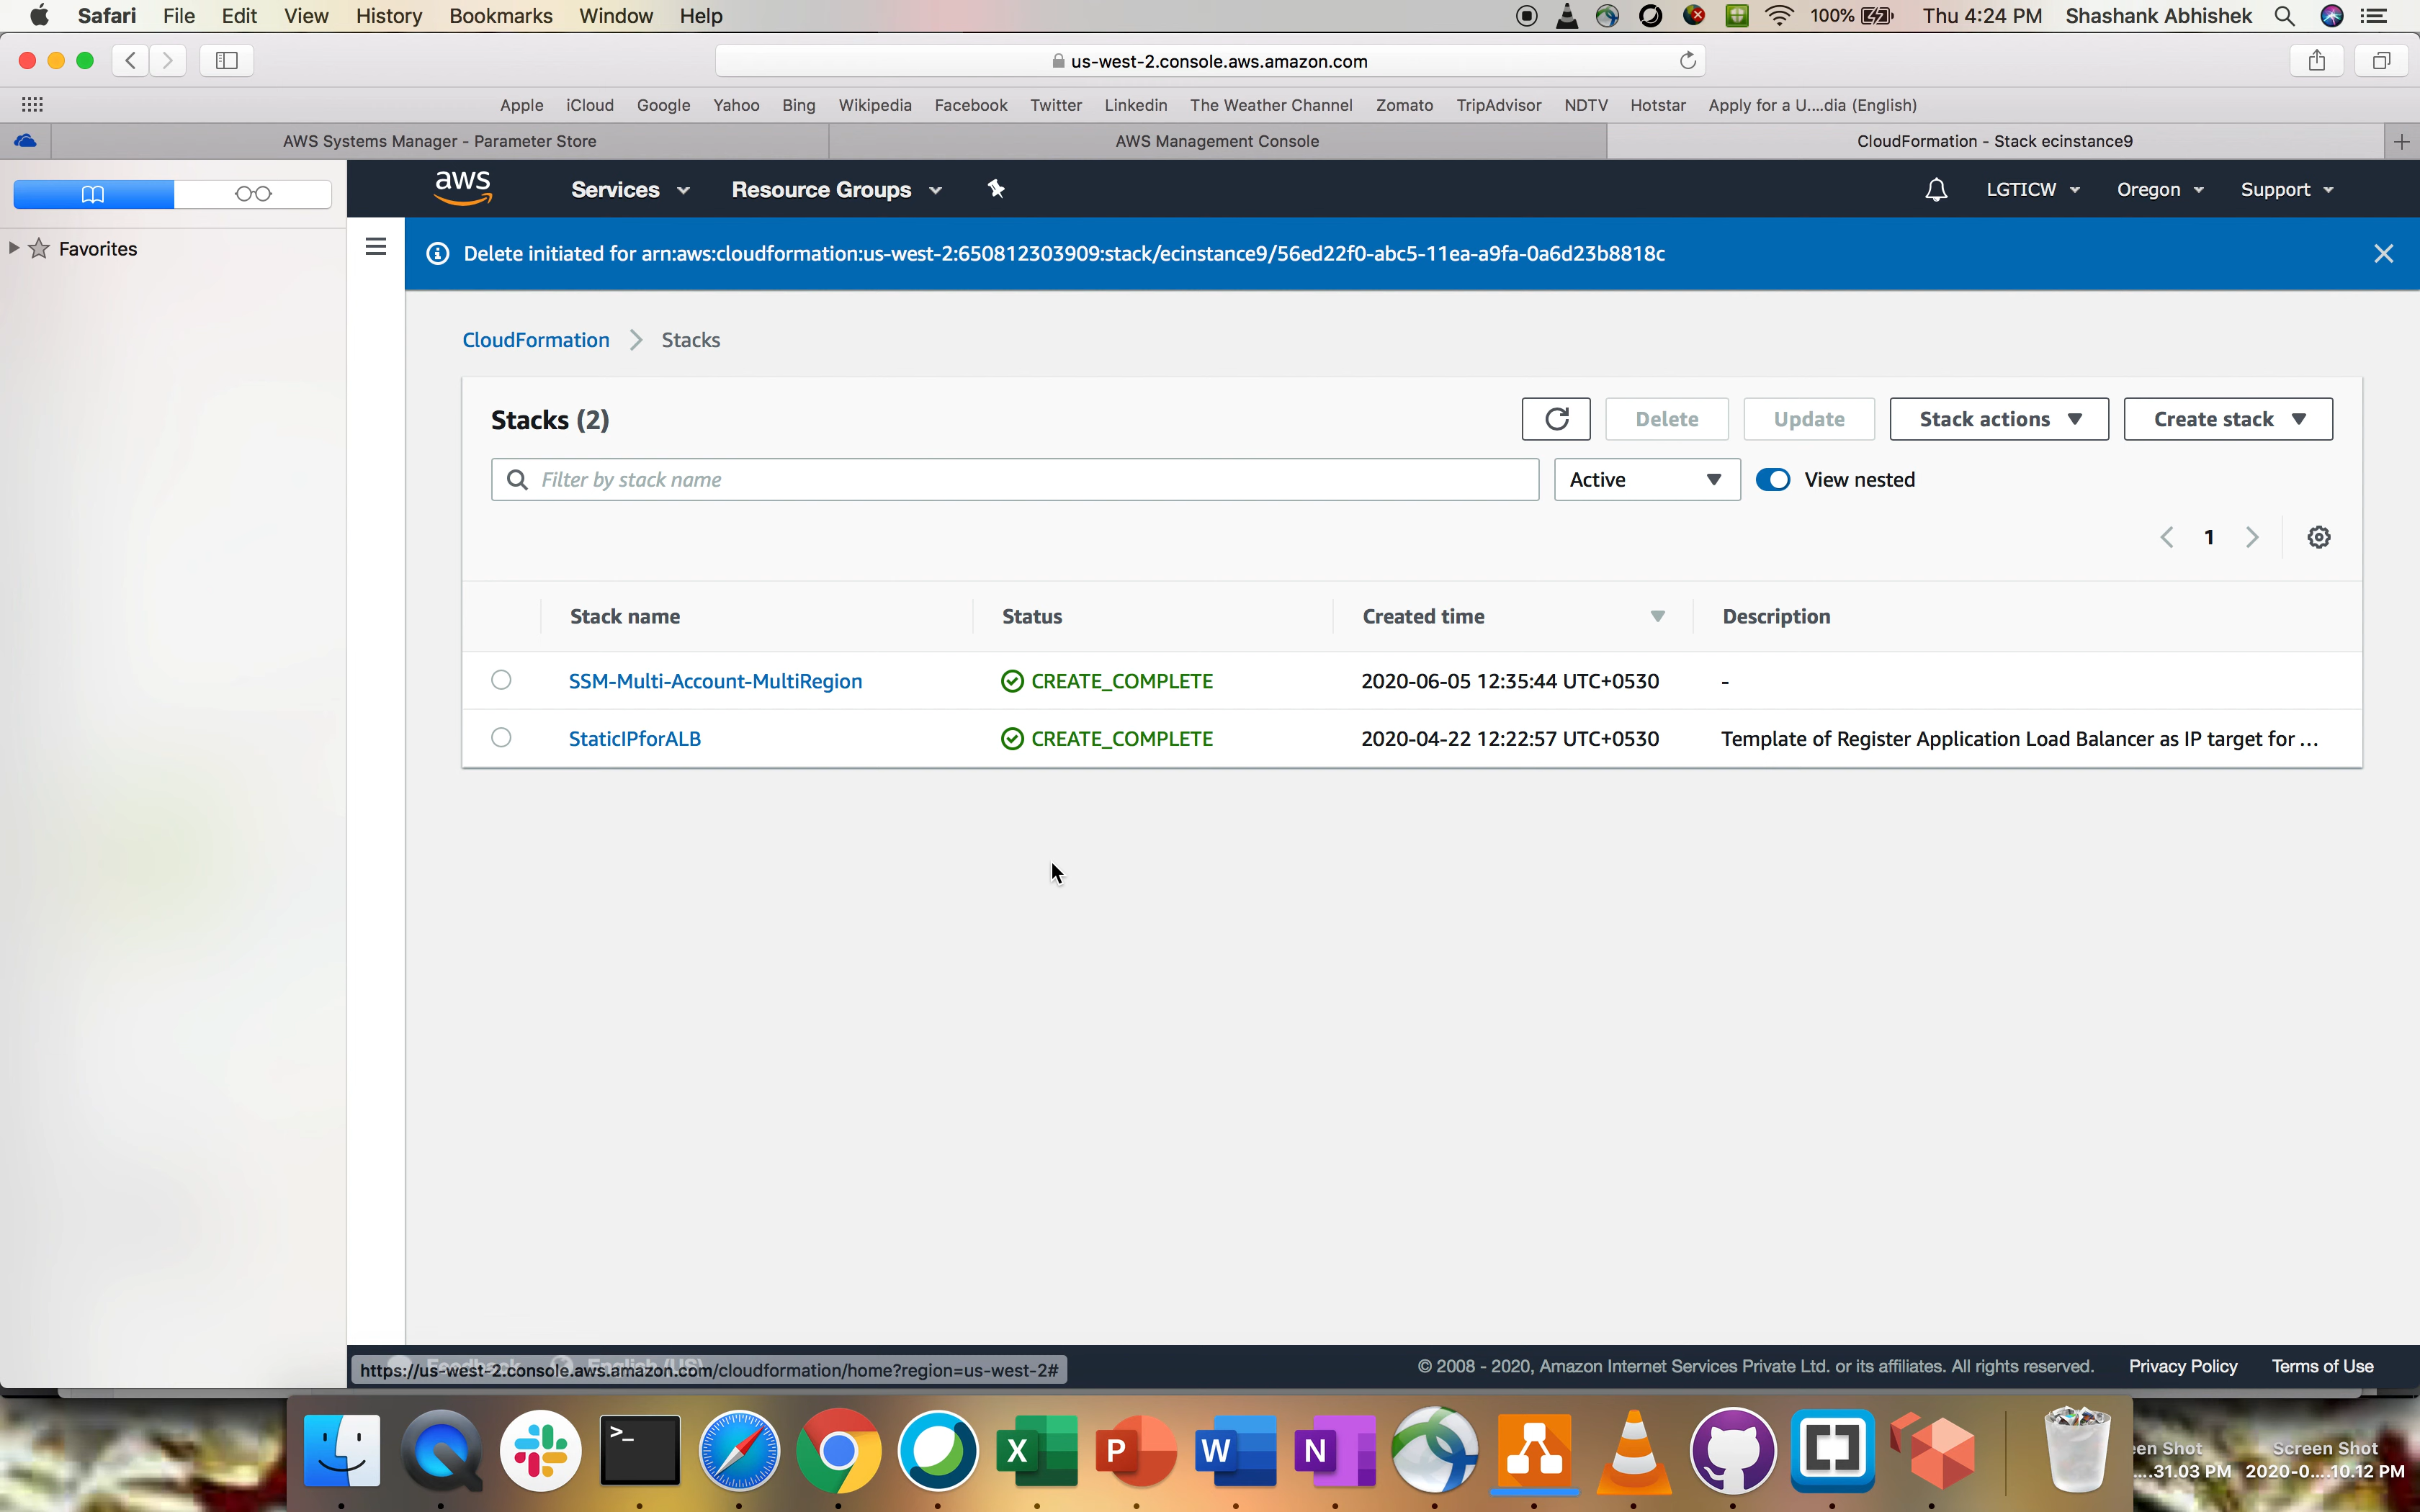 Safari File Edit View History Bookmarks Window Help 100% Thu 4:24 PM Shashank Abhishek
us-west-2.console.aws.amazon.com
Apple iCloud Google Yahoo Bing Wikipedia Facebook Twitter Linkedin The Weather Channel Zomato TripAdvisor NDTV Hotstar Apply for a U....dia (English)
AWS Systems Manager - Parameter Store AWS Management Console CloudFormation - Stack ecinstance9
aws Services Resource Groups LGTICW Oregon Support
Favorites
Delete initiated for arn:aws:cloudformation:us-west-2:650812303909:stack/ecinstance9/56ed22f0-abc5-11ea-a9fa-0a6d23b8818c
CloudFormation Stacks
Stacks (2) Delete Update Stack actions Create stack
Filter by stack name Active View nested
1
Stack name Status Created time Description
SSM-Multi-Account-MultiRegion CREATE_COMPLETE 2020-06-05 12:35:44 UTC+0530 -
StaticIPforALB CREATE_COMPLETE 2020-04-22 12:22:57 UTC+0530 Template of Register Application Load Balancer as IP target for ...
Feedback English (US)
https://us-west-2.console.aws.amazon.com/cloudformation/home?region=us-west-2#
© 2008 - 2020, Amazon Internet Services Private Ltd. or its affiliates. All rights reserved. Privacy Policy Terms of Use
>_ X P W N
een Shot Screen Shot
....31.03 PM 2020-0....10.12 PM